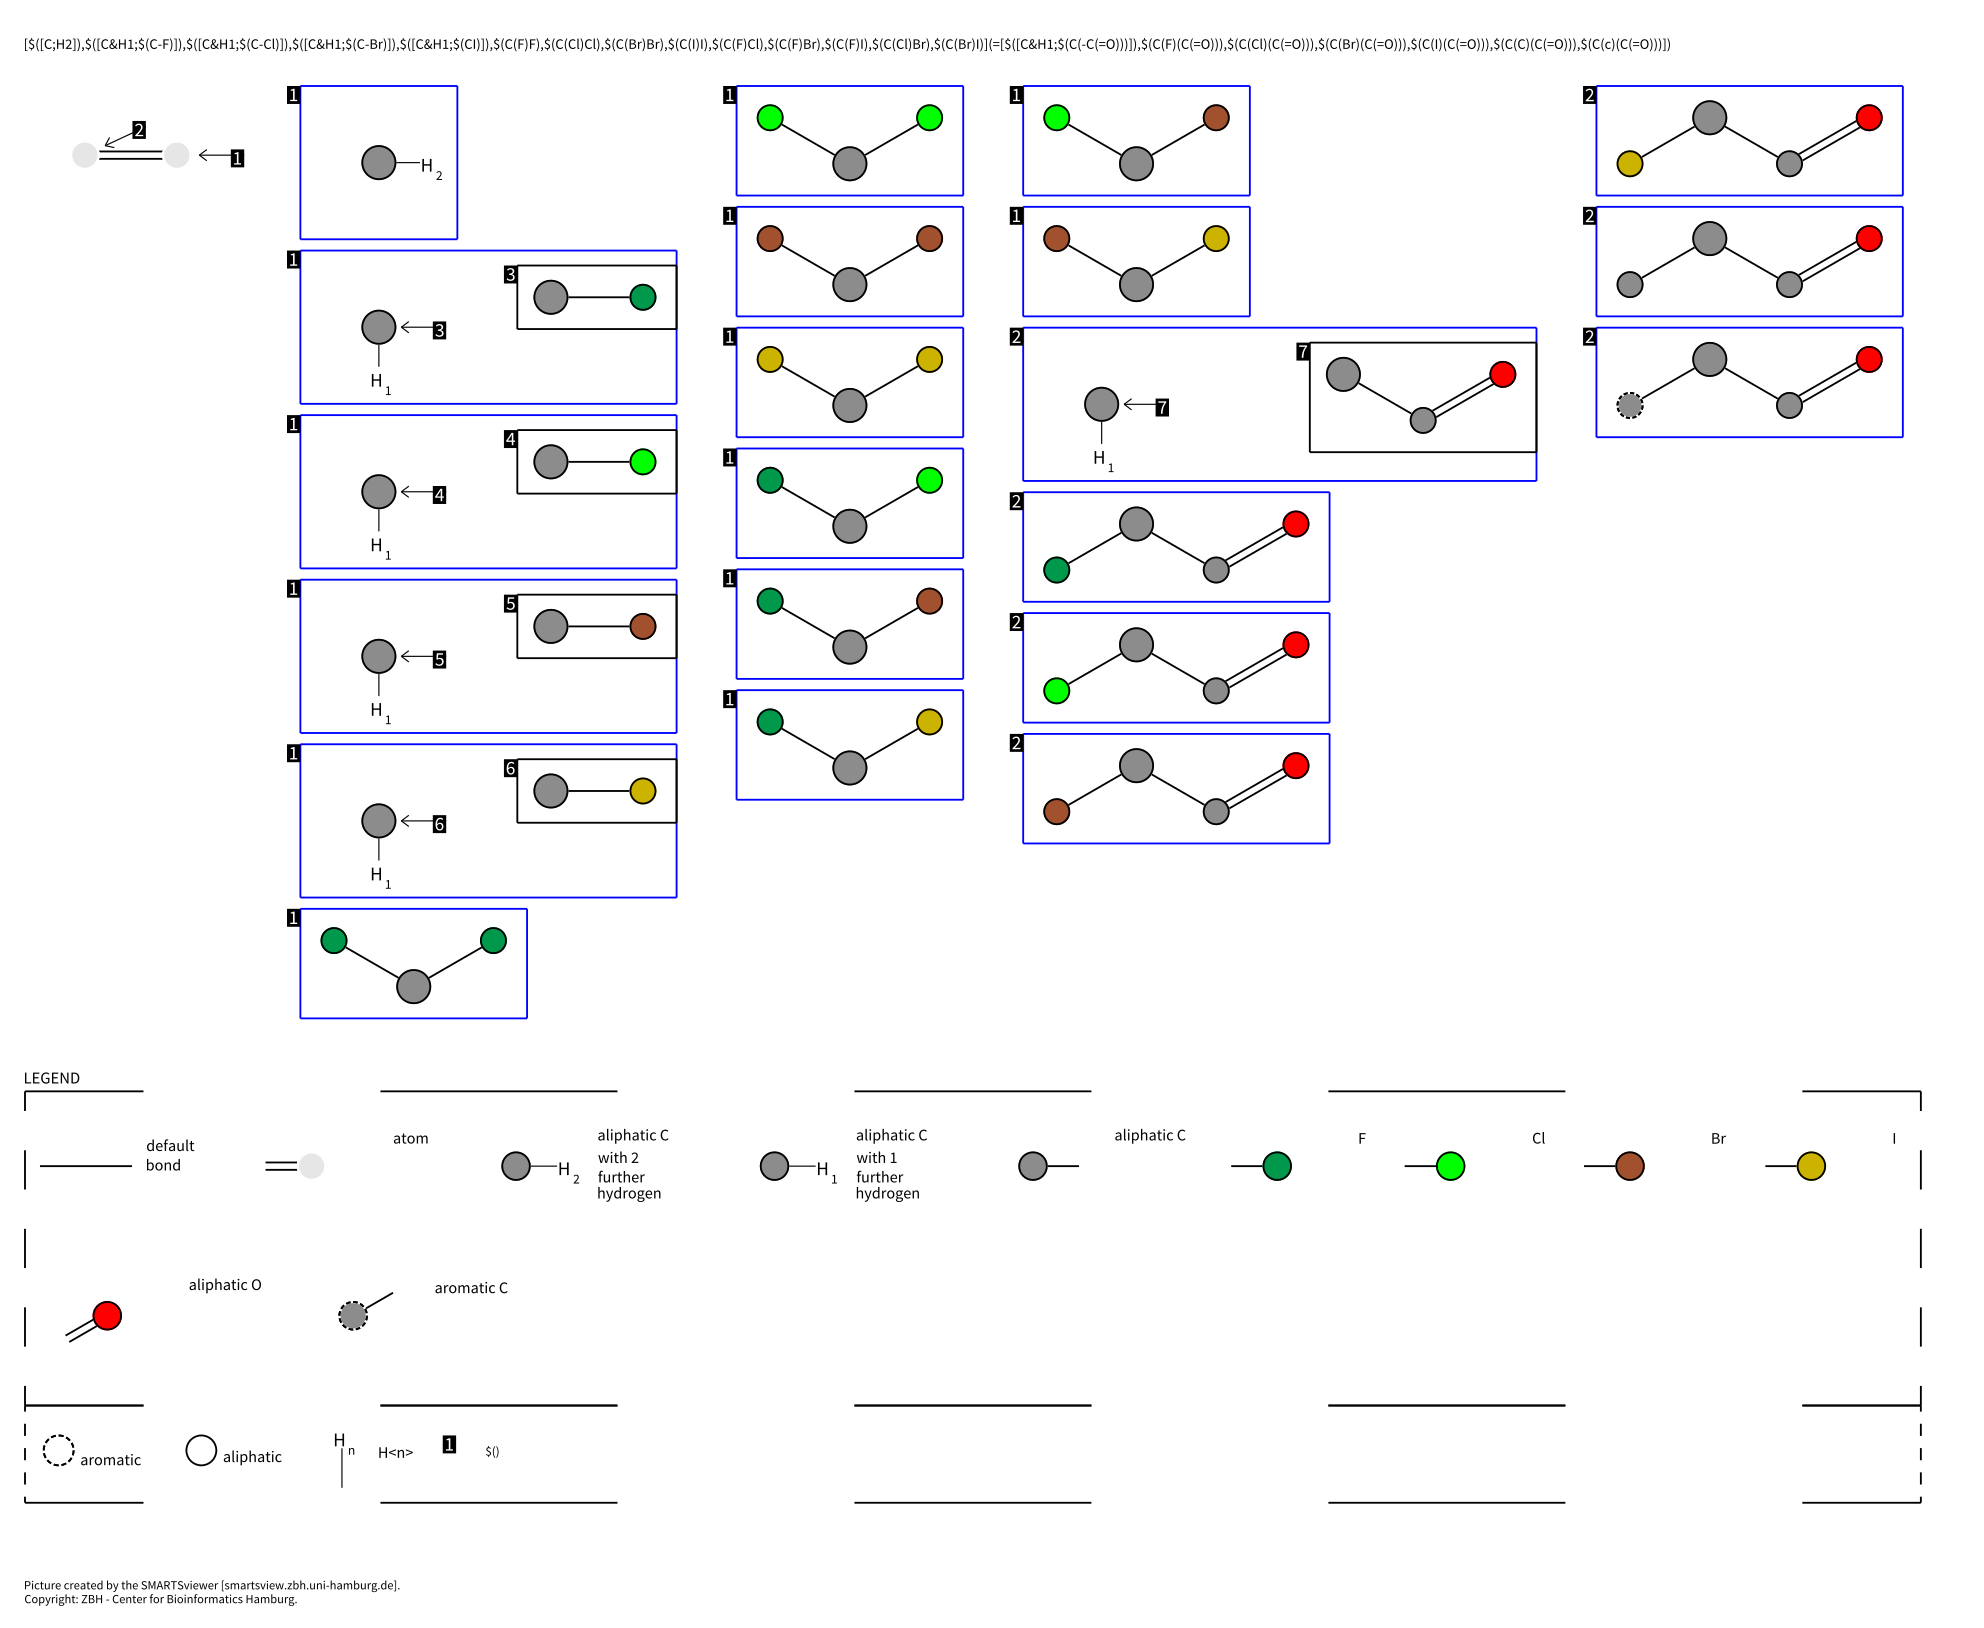 [$([C;H2]),$([C&H1;$(C-F)]),$([C&H1;$(C-Cl)]),$([C&H1;$(C-Br)]),$([C&H1;$(CI)]),$(C(F)F),$(C(Cl)Cl),$(C(Br)Br),$(C(I)I),$(C(F)Cl),$(C(F)Br),$(C(F)I),$(C(Cl)Br),$(C(Br)I)](=[$([C&H1;$(C(-C(=O)))]),$(C(F)(C(=O))),$(C(Cl)(C(=O))),$(C(Br)(C(=O))),$(C(I)(C(=O))),$(C(C)(C(=O))),$(C(c)(C(=O)))])
2
1
1
H 2
1
3
3
H 1
1
4
4
H 1
1
5
5
H 1
1
6
6
H 1
1
1
1
1
1
1
1
1
1
2
7
7
H 1
2
2
2
2
2
2
LEGEND
default
bond
atom
H 2
aliphatic C
with 2
further
hydrogen
H 1
aliphatic C
with 1
further
hydrogen
aliphatic C
F
Cl
Br
I
aliphatic O
aromatic C
aromatic
aliphatic
H n
H<n>
1
$()
Picture created by the SMARTSviewer [smartsview.zbh.uni-hamburg.de].
Copyright: ZBH - Center for Bioinformatics Hamburg.